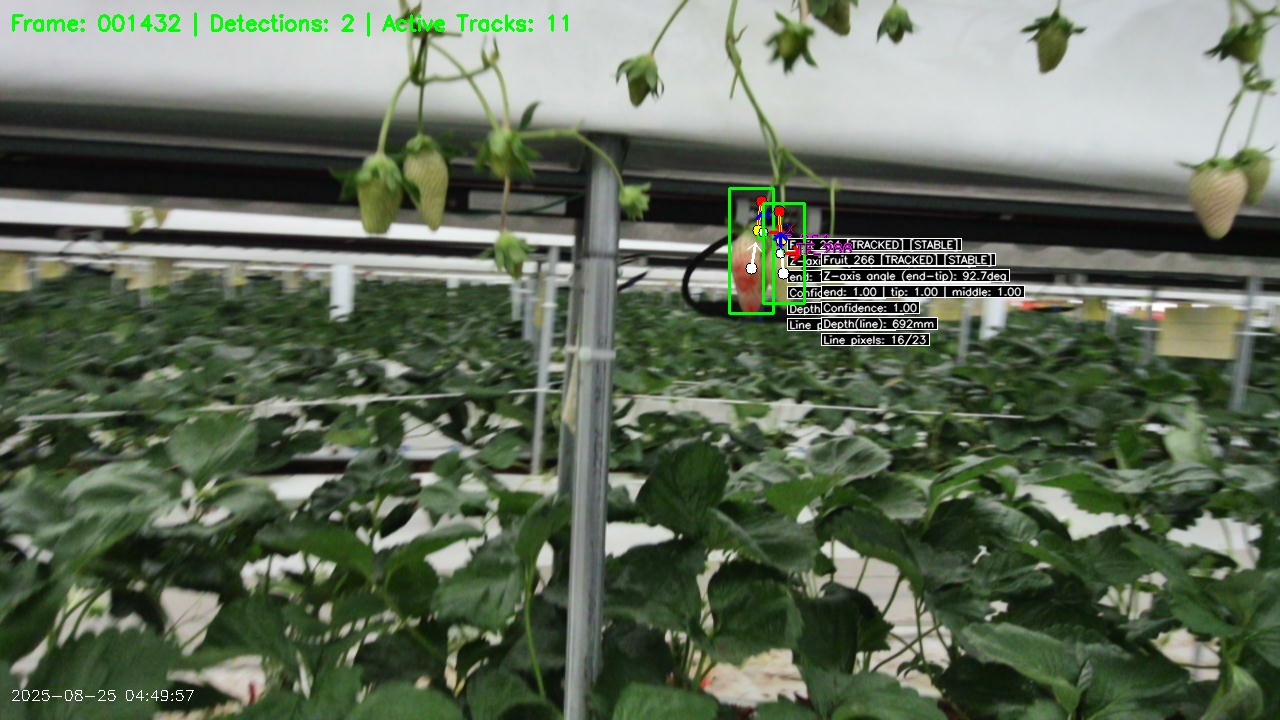 Frame: 001432 | Detections: 2 | Active Tracks: 11
[TRACKED] [STABLE]
Fruit 266 [TRACKED] [STABLE]
Z-axis angle (end-tip): 92.7deg
end: 1.00 | tip: 1.00 | middle: 1.00
Confidence: 1.00
Depth(line): 692mm
Line pixels: 16/23
2025-08-25 04:49:57